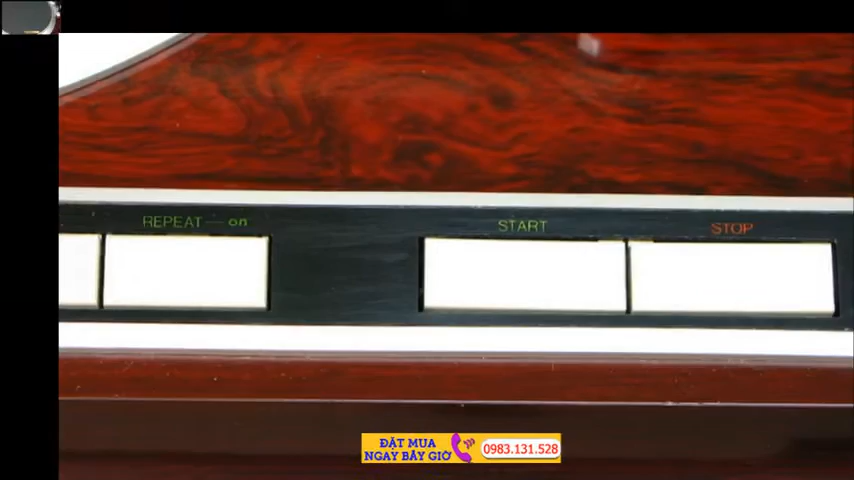 REPEAT — on
START
STOP
ĐẶT MUA
NGAY BÂY GIỜ
0983.131.528